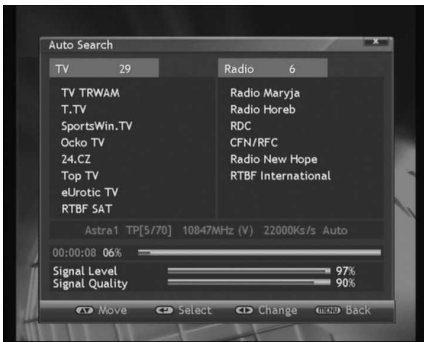 Auto Search
TV 29 Radio 6
TV TRWAM Radio Maryja
T.TV Radio Horeb
SportsWin.TV RDC
Ocko TV CFN/RFC
24.CZ Radio New Hope
Top TV RTBF International
eUrotic TV
RTBF SAT
Astra1 TP[5/70] 10847MHz (V) 22000Ks/s Auto
00:00:08 06%
Signal Level 97%
Signal Quality 90%
Move Select Change MENU Back